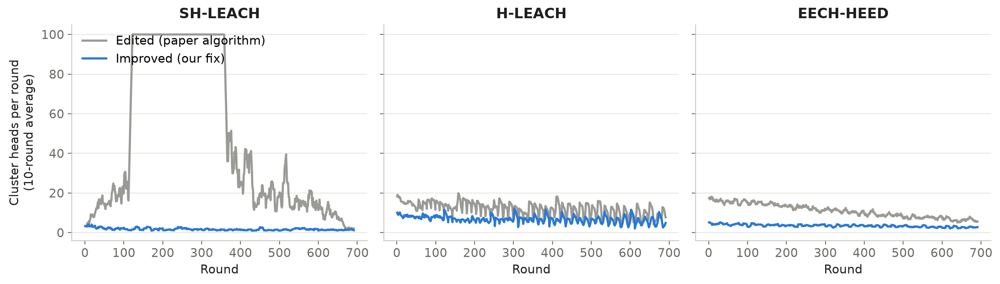 SH-LEACH
H-LEACH
EECH-HEED
Cluster heads per round
(10-round average)
100
80
60
40
20
0
Edited (paper algorithm)
Improved (our fix)
0 100 200 300 400 500 600 700
0 100 200 300 400 500 600 700
0 100 200 300 400 500 600 700
Round
Round
Round